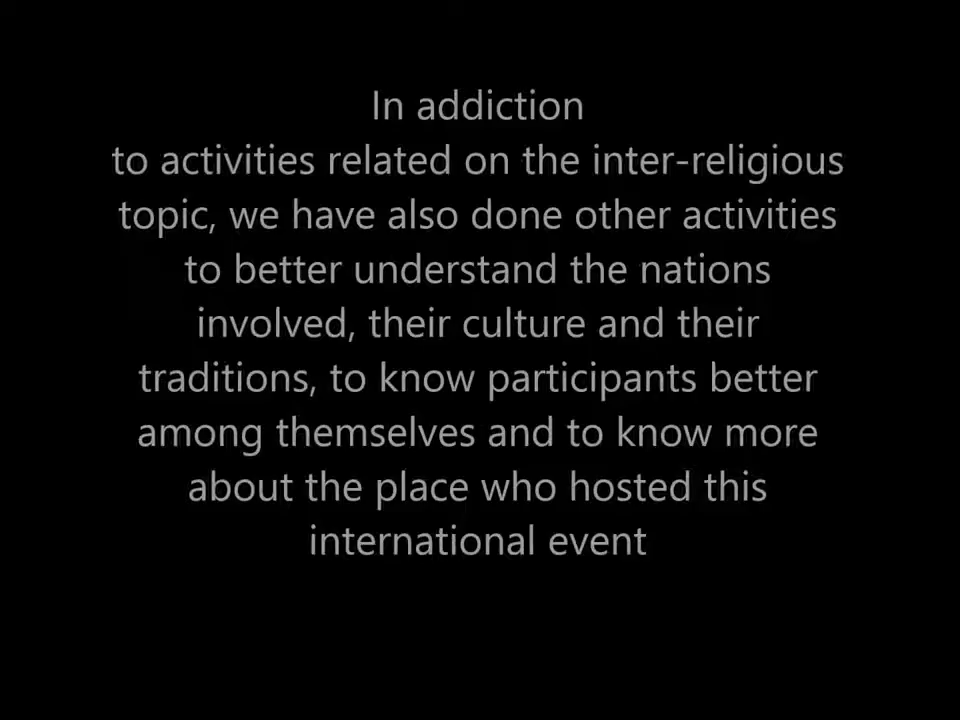 In addiction
to activities related on the inter-religious
topic, we have also done other activities
to better understand the nations
involved, their culture and their
traditions, to know participants better
among themselves and to know more
about the place who hosted this
international event